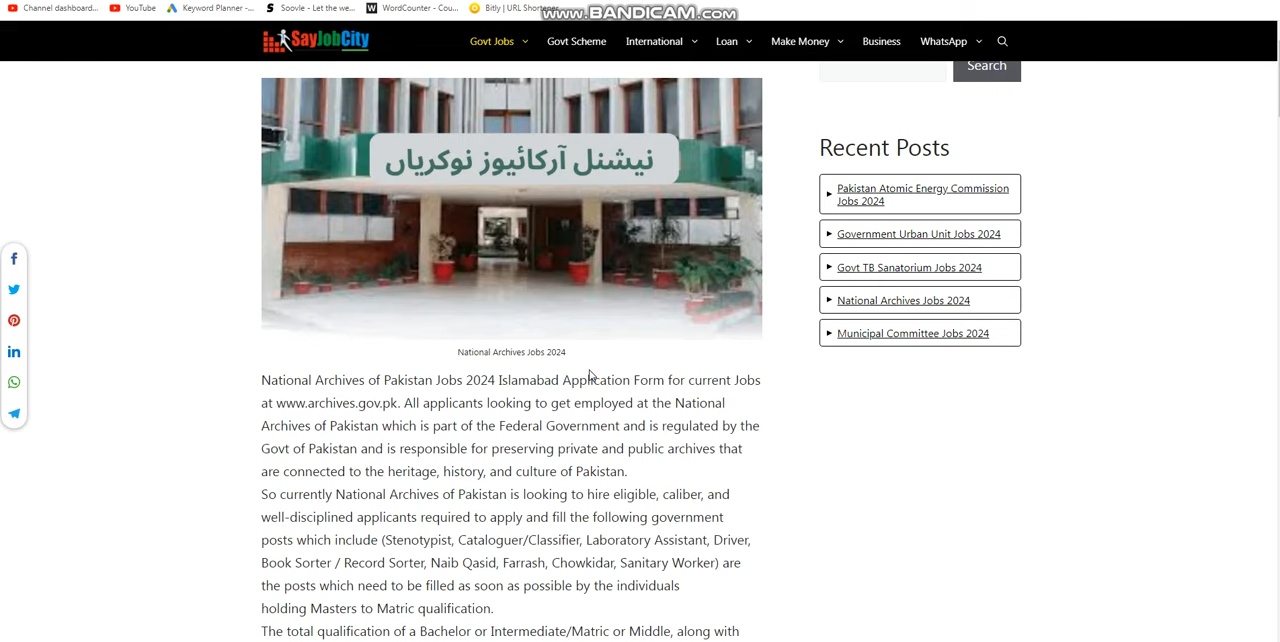 Channel dashboard... YouTube Keyword Planner -... Soovle - Let the we... WordCounter - Cou... Bitly | URL Shortener
www.BANDICAM.com
SayJobCity Govt Jobs Govt Scheme International Loan Make Money Business WhatsApp
Search
نیشنل آرکائیوز نوکریاں
National Archives Jobs 2024
National Archives of Pakistan Jobs 2024 Islamabad Application Form for current Jobs
at www.archives.gov.pk. All applicants looking to get employed at the National
Archives of Pakistan which is part of the Federal Government and is regulated by the
Govt of Pakistan and is responsible for preserving private and public archives that
are connected to the heritage, history, and culture of Pakistan.
So currently National Archives of Pakistan is looking to hire eligible, caliber, and
well-disciplined applicants required to apply and fill the following government
posts which include (Stenotypist, Cataloguer/Classifier, Laboratory Assistant, Driver,
Book Sorter / Record Sorter, Naib Qasid, Farrash, Chowkidar, Sanitary Worker) are
the posts which need to be filled as soon as possible by the individuals
holding Masters to Matric qualification.
The total qualification of a Bachelor or Intermediate/Matric or Middle, along with
Recent Posts
Pakistan Atomic Energy Commission
Jobs 2024
Government Urban Unit Jobs 2024
Govt TB Sanatorium Jobs 2024
National Archives Jobs 2024
Municipal Committee Jobs 2024